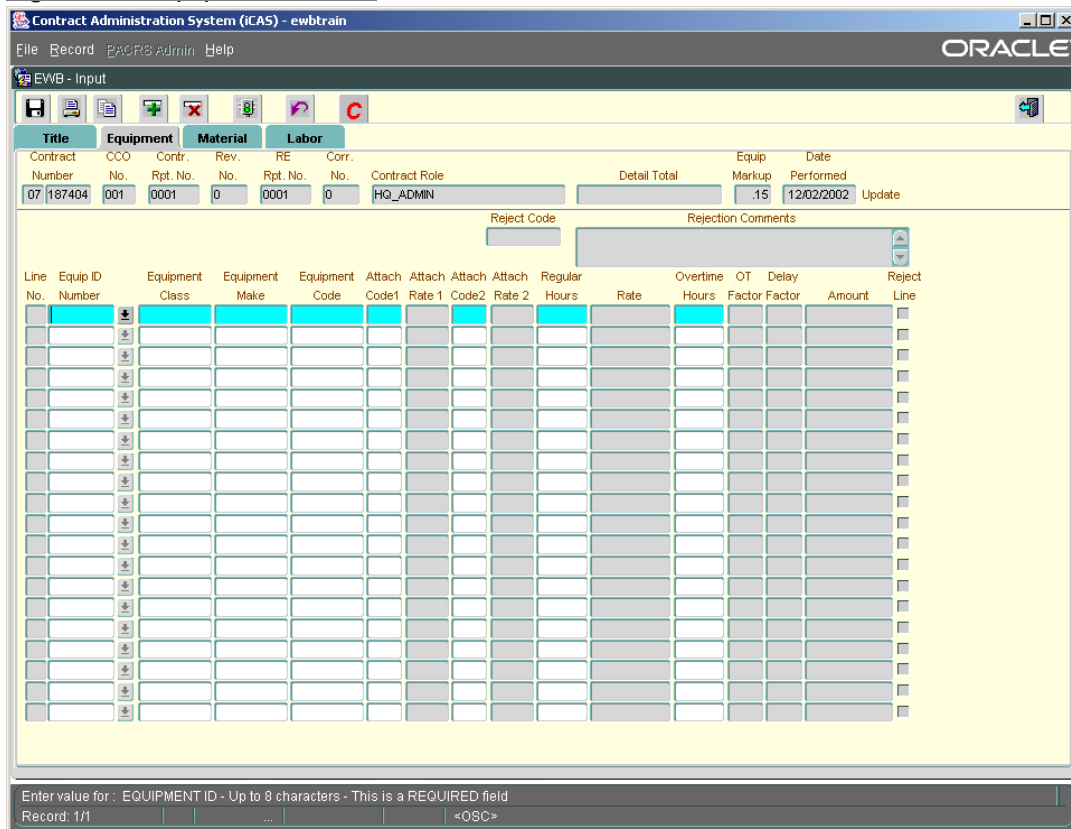 Contract Administration System (iCAS) - ewbtrain
File Record PACRS Admin Help ORACLE
EWB - Input
C
Title Equipment Material Labor
Contract CCO Contr. Rev. RE Corr. Equip Date
Number No. Rpt. No. No. Rpt. No. No. Contract Role Detail Total Markup Performed
07 187404 001 0001 0 0001 0 HQ_ADMIN .15 12/02/2002 Update
Reject Code Rejection Comments
Line Equip ID Equipment Equipment Equipment Attach Attach Attach Attach Regular Overtime OT Delay Reject
No. Number Class Make Code Code1 Rate 1 Code2 Rate 2 Hours Rate Hours Factor Factor Amount Line
Enter value for : EQUIPMENT ID - Up to 8 characters - This is a REQUIRED field
Record: 1/1 ... <OSC>